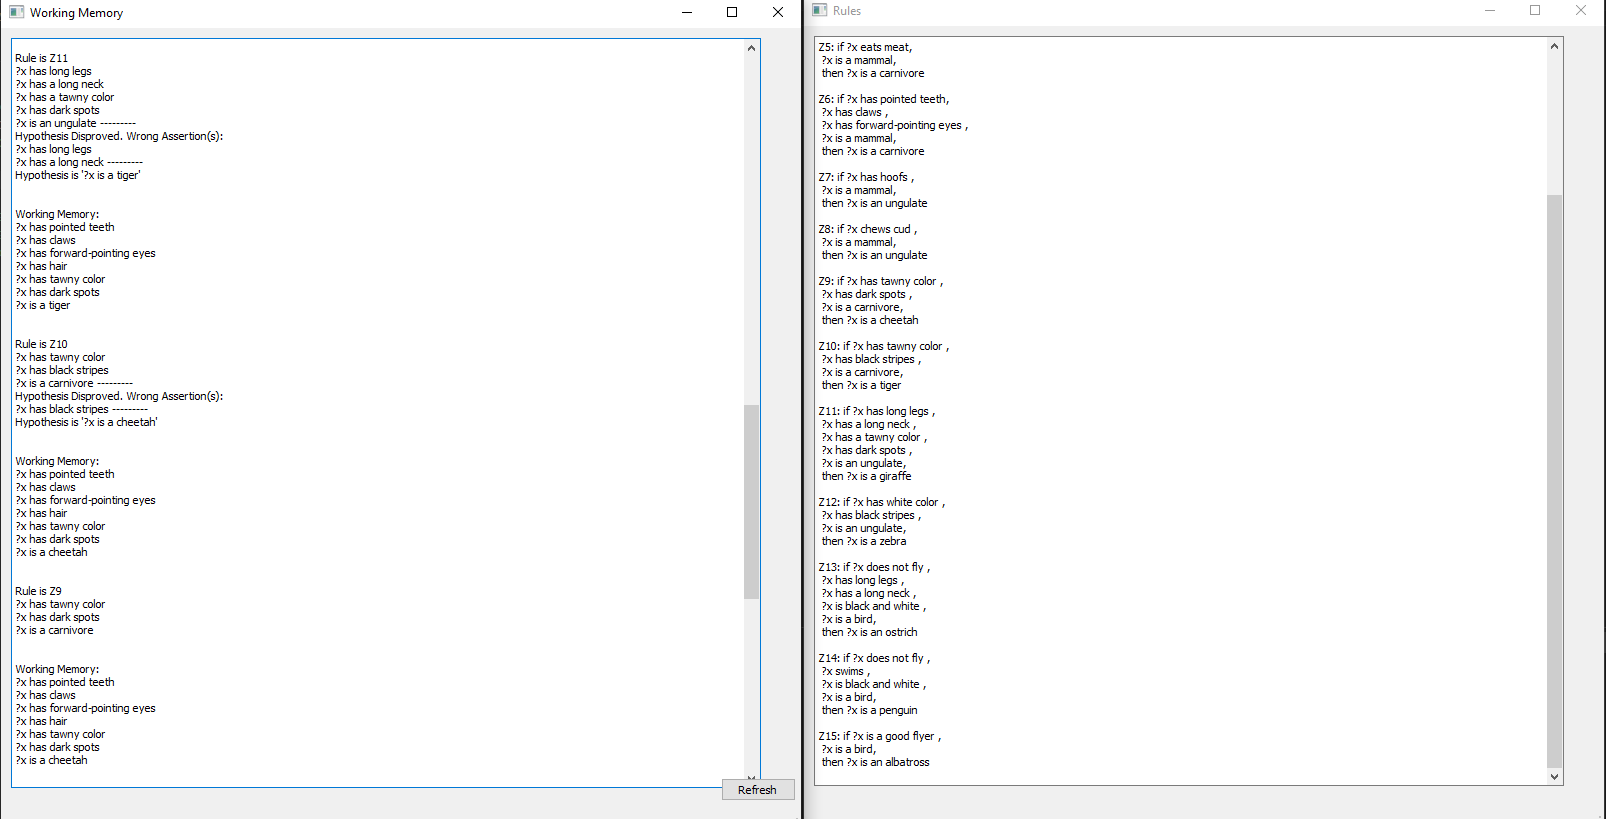 Working Memory
Rule is Z11
?x has long legs
?x has a long neck
?x has a tawny color
?x has dark spots
?x is an ungulate ---------
Hypothesis Disproved. Wrong Assertion(s):
?x has long legs
?x has a long neck ---------
Hypothesis is '?x is a tiger'
Working Memory:
?x has pointed teeth
?x has claws
?x has forward-pointing eyes
?x has hair
?x has tawny color
?x has dark spots
?x is a tiger
Rule is Z10
?x has tawny color
?x has black stripes
?x is a carnivore ---------
Hypothesis Disproved. Wrong Assertion(s):
?x has black stripes ---------
Hypothesis is '?x is a cheetah'
Working Memory:
?x has pointed teeth
?x has claws
?x has forward-pointing eyes
?x has hair
?x has tawny color
?x has dark spots
?x is a cheetah
Rule is Z9
?x has tawny color
?x has dark spots
?x is a carnivore
Working Memory:
?x has pointed teeth
?x has claws
?x has forward-pointing eyes
?x has hair
?x has tawny color
?x has dark spots
?x is a cheetah
Refresh
Rules
Z5: if ?x eats meat,
?x is a mammal,
then ?x is a carnivore
Z6: if ?x has pointed teeth,
?x has claws ,
?x has forward-pointing eyes ,
?x is a mammal,
then ?x is a carnivore
Z7: if ?x has hoofs ,
?x is a mammal,
then ?x is an ungulate
Z8: if ?x chews cud ,
?x is a mammal,
then ?x is an ungulate
Z9: if ?x has tawny color ,
?x has dark spots ,
?x is a carnivore,
then ?x is a cheetah
Z10: if ?x has tawny color ,
?x has black stripes ,
?x is a carnivore,
then ?x is a tiger
Z11: if ?x has long legs ,
?x has a long neck ,
?x has a tawny color ,
?x has dark spots ,
?x is an ungulate,
then ?x is a giraffe
Z12: if ?x has white color ,
?x has black stripes ,
?x is an ungulate,
then ?x is a zebra
Z13: if ?x does not fly ,
?x has long legs ,
?x has a long neck ,
?x is black and white ,
?x is a bird,
then ?x is an ostrich
Z14: if ?x does not fly ,
?x swims ,
?x is black and white ,
?x is a bird,
then ?x is a penguin
Z15: if ?x is a good flyer ,
?x is a bird,
then ?x is an albatross